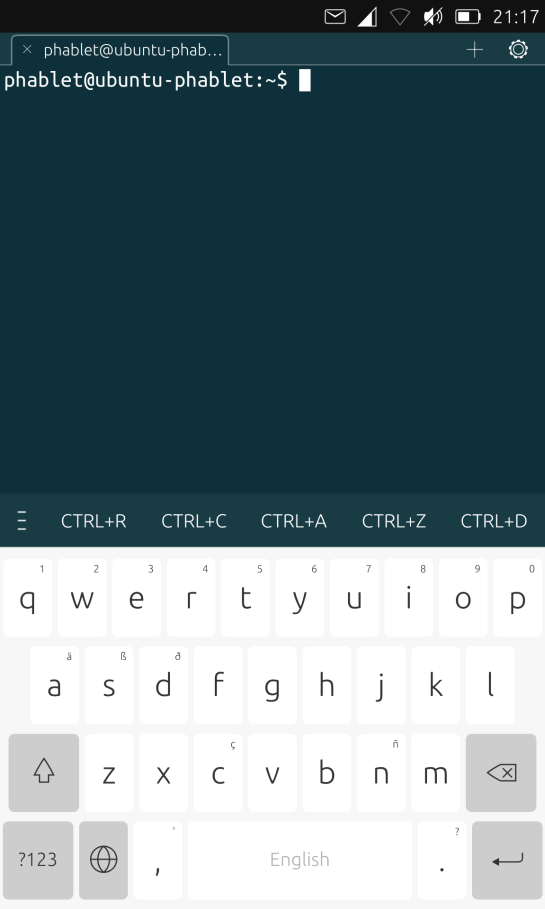 21:17
× phablet@ubuntu-phab... +
phablet@ubuntu-phablet:~$
CTRL+R CTRL+C CTRL+A CTRL+Z CTRL+D
1 2 3 4 5 6 7 8 9 0
q w e r t y u i o p
ä ß ð
a s d f g h j k l
ç ñ
z x c v b n m
' ?
?123 , English .